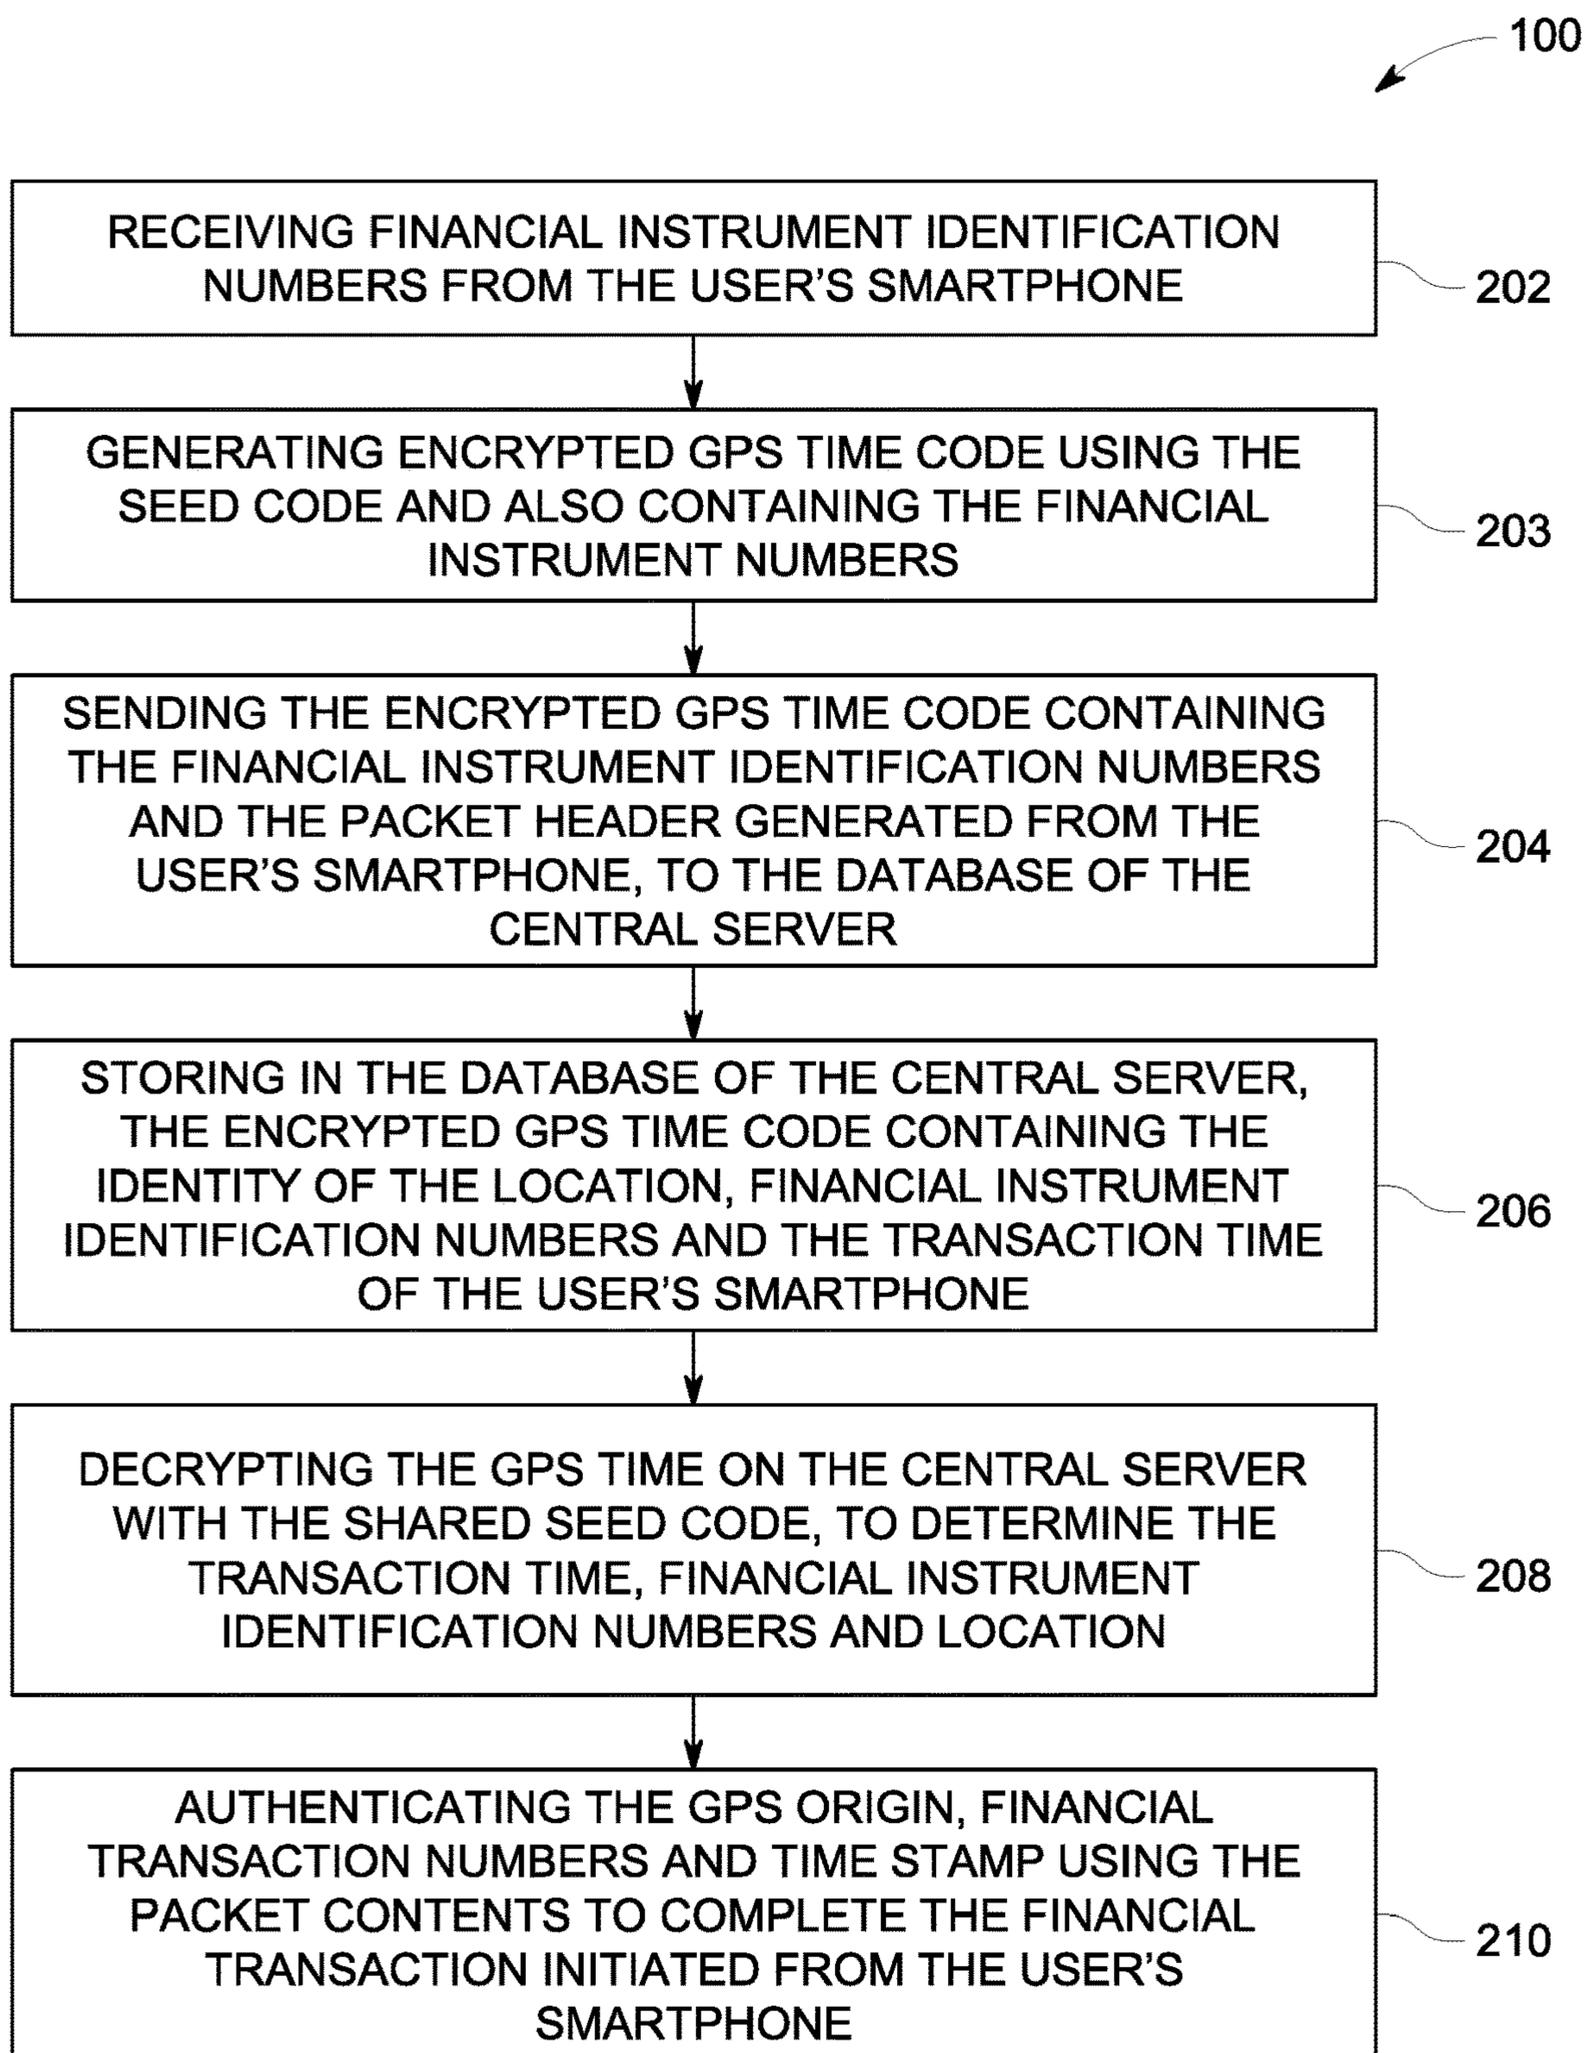 100
RECEIVING FINANCIAL INSTRUMENT IDENTIFICATION
NUMBERS FROM THE USER'S SMARTPHONE
202
GENERATING ENCRYPTED GPS TIME CODE USING THE
SEED CODE AND ALSO CONTAINING THE FINANCIAL
INSTRUMENT NUMBERS
203
SENDING THE ENCRYPTED GPS TIME CODE CONTAINING
THE FINANCIAL INSTRUMENT IDENTIFICATION NUMBERS
AND THE PACKET HEADER GENERATED FROM THE
USER'S SMARTPHONE, TO THE DATABASE OF THE
CENTRAL SERVER
204
STORING IN THE DATABASE OF THE CENTRAL SERVER,
THE ENCRYPTED GPS TIME CODE CONTAINING THE
IDENTITY OF THE LOCATION, FINANCIAL INSTRUMENT
IDENTIFICATION NUMBERS AND THE TRANSACTION TIME
OF THE USER'S SMARTPHONE
206
DECRYPTING THE GPS TIME ON THE CENTRAL SERVER
WITH THE SHARED SEED CODE, TO DETERMINE THE
TRANSACTION TIME, FINANCIAL INSTRUMENT
IDENTIFICATION NUMBERS AND LOCATION
208
AUTHENTICATING THE GPS ORIGIN, FINANCIAL
TRANSACTION NUMBERS AND TIME STAMP USING THE
PACKET CONTENTS TO COMPLETE THE FINANCIAL
TRANSACTION INITIATED FROM THE USER'S
SMARTPHONE
210